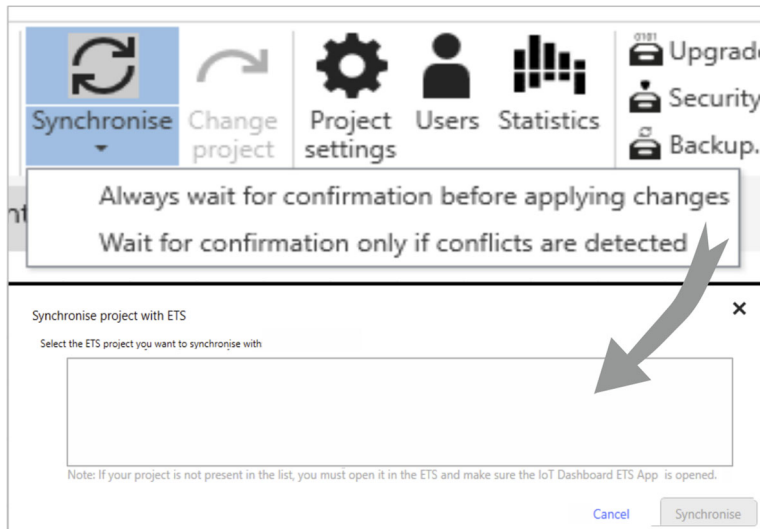 0101
Upgrade
Synchronise
Change project
Project settings
Users
Statistics
Security
Backup.
Always wait for confirmation before applying changes
nt
Wait for confirmation only if conflicts are detected
Synchronise project with ETS
Select the ETS project you want to synchronise with
Note: If your project is not present in the list, you must open it in the ETS and make sure the IoT Dashboard ETS App is opened.
Cancel
Synchronise